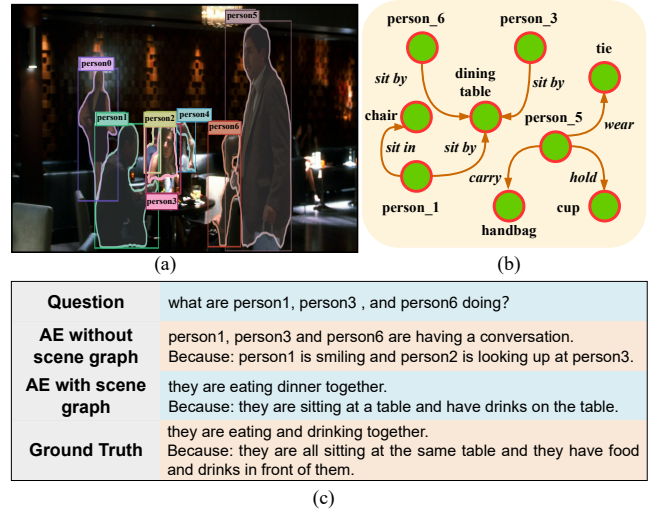 person5
person0
person1
person2
person4
person6
person3
(a)
person_6
person_3
tie
dining
table
sit by
sit by
chair
person_5
sit in
sit by
wear
carry
hold
person_1
handbag
cup
(b)
Question
what are person1, person3 , and person6 doing?
AE without
scene graph
person1, person3 and person6 are having a conversation.
Because: person1 is smiling and person2 is looking up at person3.
AE with scene
graph
they are eating dinner together.
Because: they are sitting at a table and have drinks on the table.
Ground Truth
they are eating and drinking together.
Because: they are all sitting at the same table and they have food
and drinks in front of them.
(c)